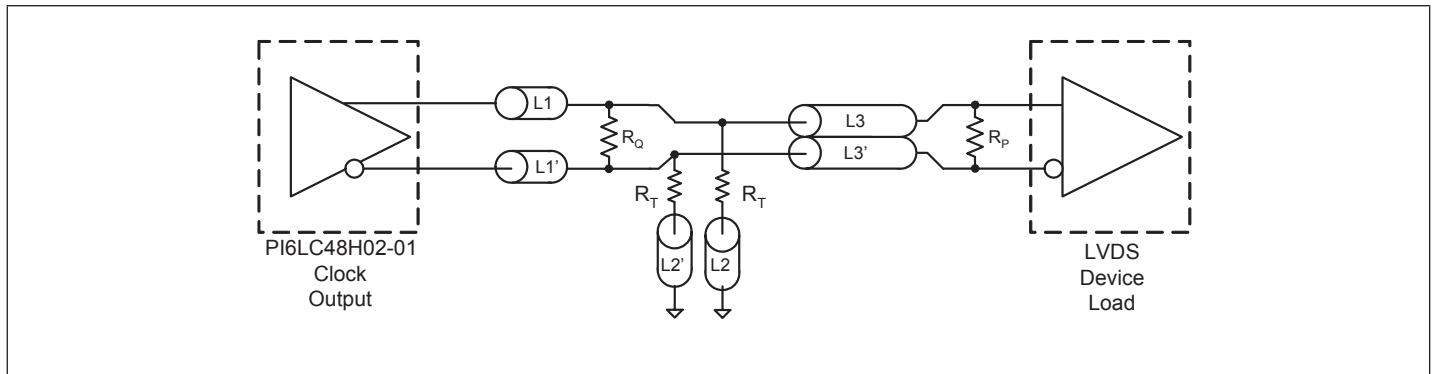 L1
L1'
R_Q
R_T
R_T
L2'
L2
L3
L3'
R_P
PI6LC48H02-01
Clock
Output
LVDS
Device
Load